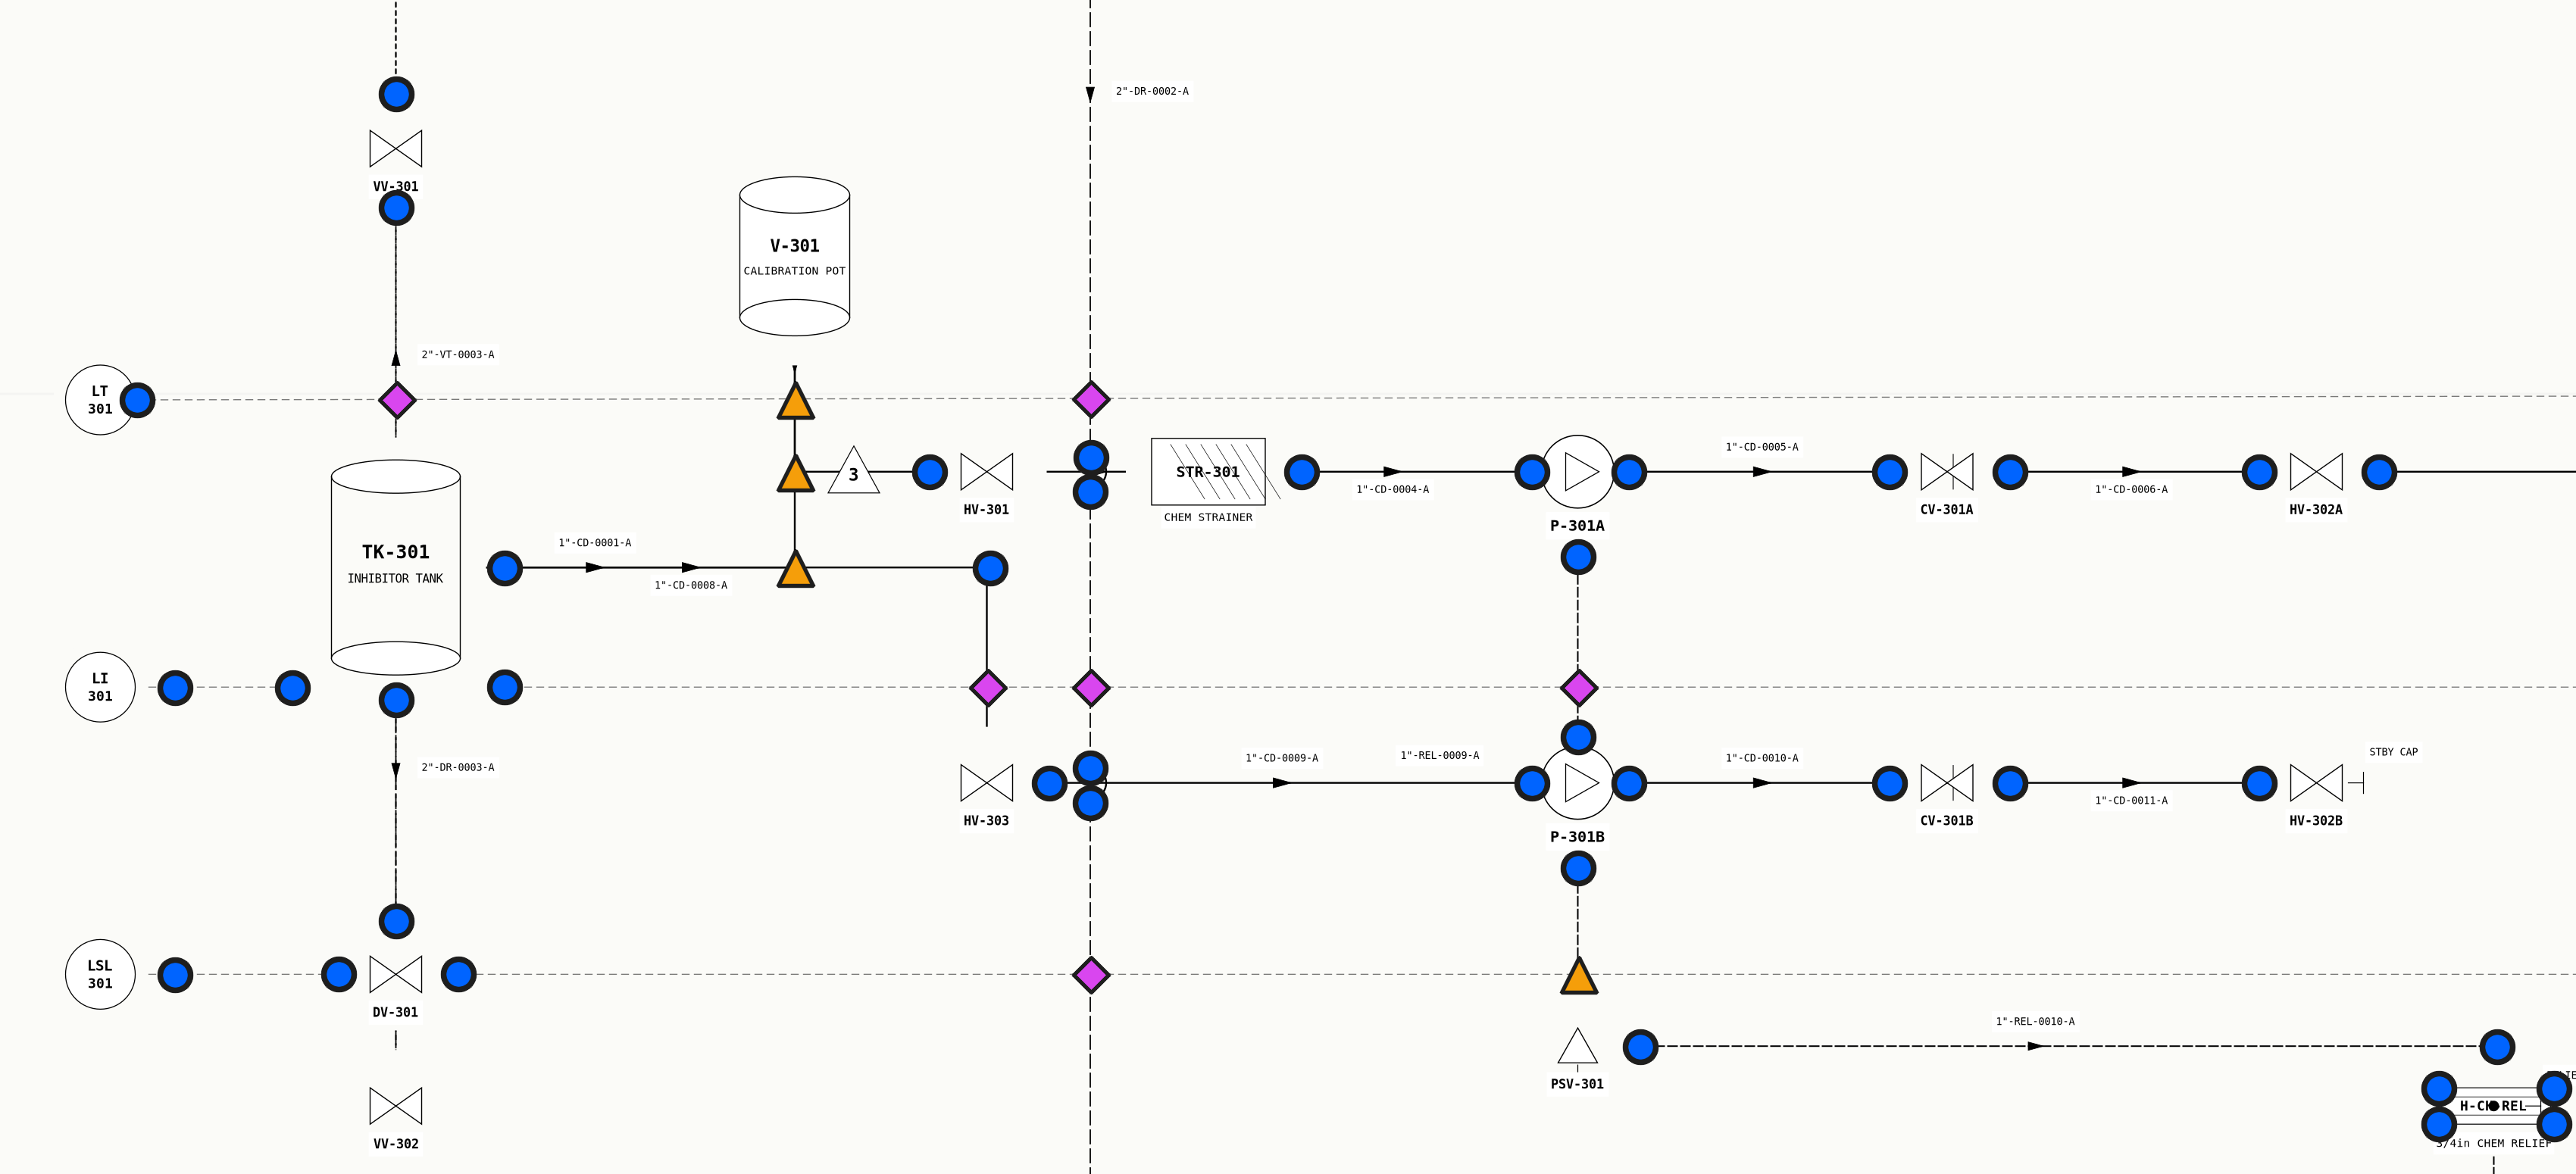 2"-DR-0002-A
VV-301
V-301
CALIBRATION POT
2"-VT-0003-A
LT
301
3
HV-301
STR-301
CHEM STRAINER
1"-CD-0004-A
P-301A
1"-CD-0005-A
CV-301A
1"-CD-0006-A
HV-302A
TK-301
INHIBITOR TANK
1"-CD-0001-A
1"-CD-0008-A
LI
301
2"-DR-0003-A
HV-303
1"-CD-0009-A
1"-REL-0009-A
P-301B
1"-CD-0010-A
CV-301B
1"-CD-0011-A
HV-302B
STBY CAP
LSL
301
DV-301
PSV-301
1"-REL-0010-A
VV-302
3/4in CHEM RELIEF